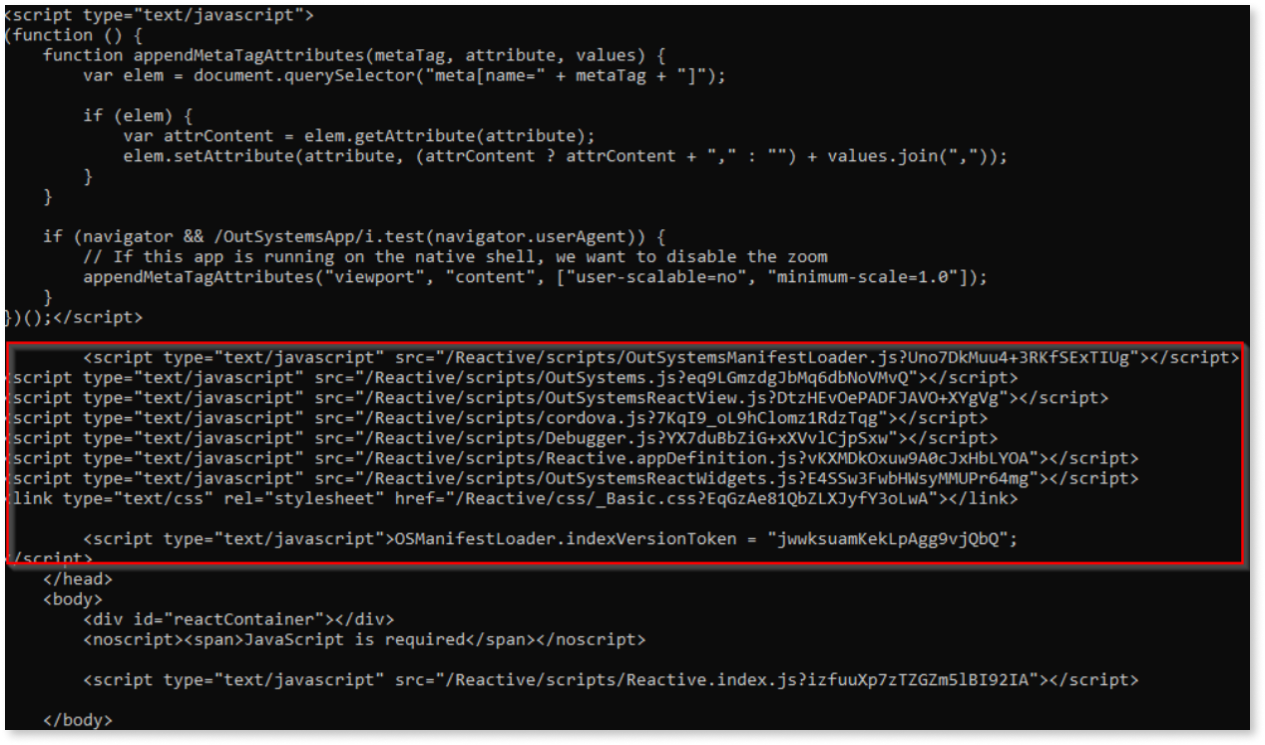 <script type="text/javascript">
(function () {
    function appendMetaTagAttributes(metaTag, attribute, values) {
        var elem = document.querySelector("meta[name=" + metaTag + "]");

        if (elem) {
            var attrContent = elem.getAttribute(attribute);
            elem.setAttribute(attribute, (attrContent ? attrContent + "," : "") + values.join(","));
        }
    }

    if (navigator && /OutSystemsApp/i.test(navigator.userAgent)) {
        // If this app is running on the native shell, we want to disable the zoom
        appendMetaTagAttributes("viewport", "content", ["user-scalable=no", "minimum-scale=1.0"]);
    }
})();</script>

        <script type="text/javascript" src="/Reactive/scripts/OutSystemsManifestLoader.js?Uno7DkMuu4+3RKfSExTIUg"></script>
<script type="text/javascript" src="/Reactive/scripts/OutSystems.js?eq9LGmzdgJbMq6dbNoVMvQ"></script>
<script type="text/javascript" src="/Reactive/scripts/OutSystemsReactView.js?DtzHEvOePADFJAVO+XYgVg"></script>
<script type="text/javascript" src="/Reactive/scripts/cordova.js?7KqI9_oL9hClomz1RdzTqg"></script>
<script type="text/javascript" src="/Reactive/scripts/Debugger.js?YX7duBbZiG+xXVvlCjpSxw"></script>
<script type="text/javascript" src="/Reactive/scripts/Reactive.appDefinition.js?vKXMDkOxuw9A0cJxHbLYOA"></script>
<script type="text/javascript" src="/Reactive/scripts/OutSystemsReactWidgets.js?E4SSw3FwbHWsyMMUPr64mg"></script>
<link type="text/css" rel="stylesheet" href="/Reactive/css/_Basic.css?EqGzAe81QbZLXJyfY3oLwA"></link>

        <script type="text/javascript">OSManifestLoader.indexVersionToken = "jwwksuamKekLpAgg9vjQbQ";
</script>
    </head>
    <body>
        <div id="reactContainer"></div>
        <noscript><span>JavaScript is required</span></noscript>

        <script type="text/javascript" src="/Reactive/scripts/Reactive.index.js?izfuuXp7zTZGZm5lBI92IA"></script>

    </body>